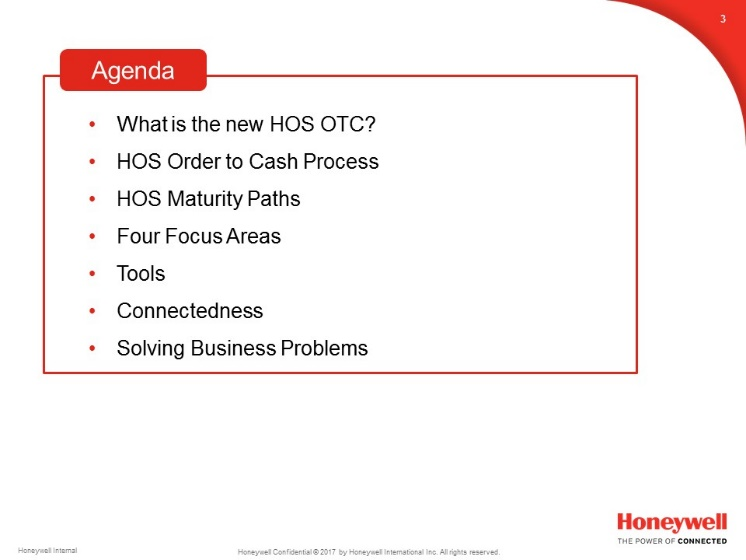 3
Agenda
• What is the new HOS OTC?
• HOS Order to Cash Process
• HOS Maturity Paths
• Four Focus Areas
• Tools
• Connectedness
• Solving Business Problems
Honeywell
THE POWER OF CONNECTED
Honeywell Internal
Honeywell Confidential © 2017 by Honeywell International Inc. All rights reserved.